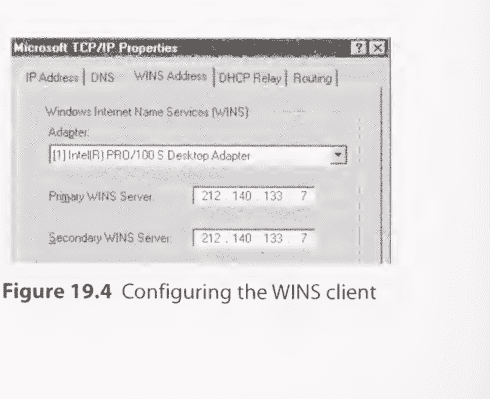 Microsoft TCP/IP Properties
IP Address DNS WINS Address DHCP Relay Routing
Windows Internet Name Services (WINS)
Adapter:
[1] Intel(R) PRO/100 S Desktop Adapter
Primary WINS Server: 212 . 140 . 133 . 7
Secondary WINS Server: 212 . 140 . 133 . 7
Figure 19.4 Configuring the WINS client